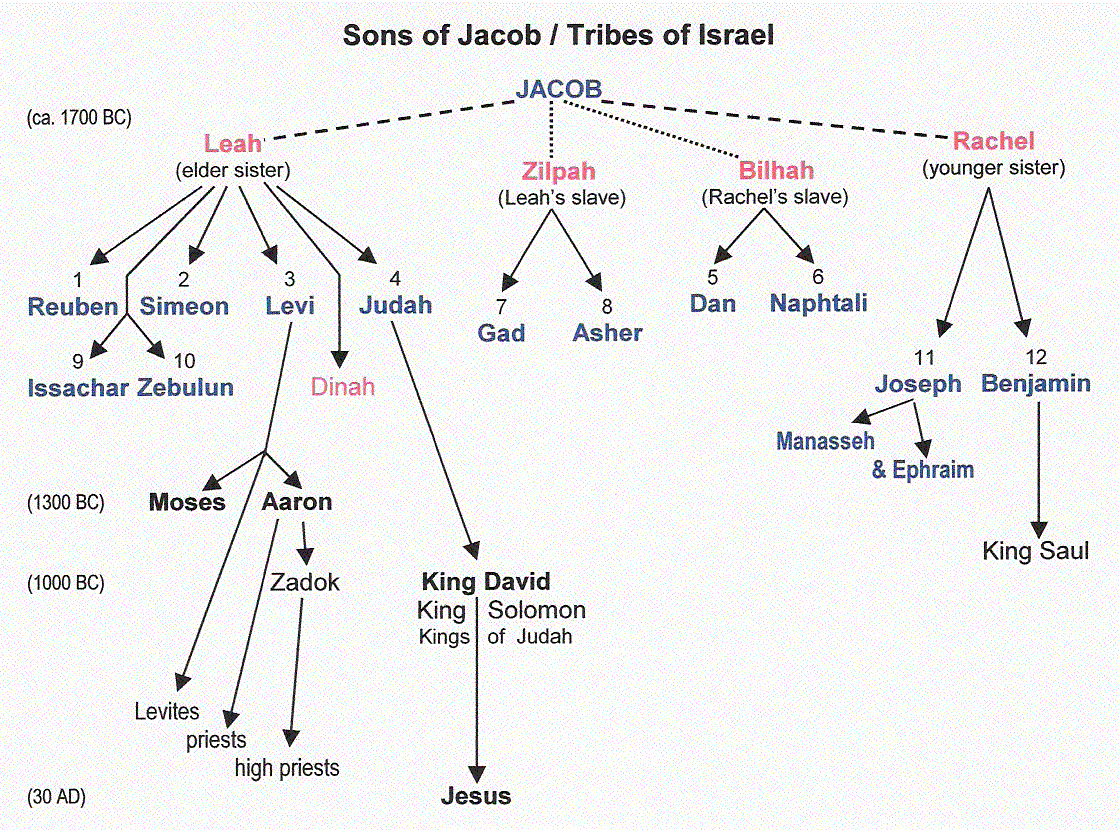 Sons of Jacob / Tribes of Israel
JACOB
(ca. 1700 BC)
Leah
(elder sister)
Zilpah
(Leah's slave)
Bilhah
(Rachel's slave)
Rachel
(younger sister)
1
Reuben
2
Simeon
3
Levi
4
Judah
7
Gad
8
Asher
5
Dan
6
Naphtali
9
Issachar
10
Zebulun
Dinah
11
Joseph
12
Benjamin
Manasseh
& Ephraim
(1300 BC)
Moses
Aaron
King Saul
(1000 BC)
Zadok
King David
King Solomon
Kings of Judah
Levites
priests
high priests
(30 AD)
Jesus